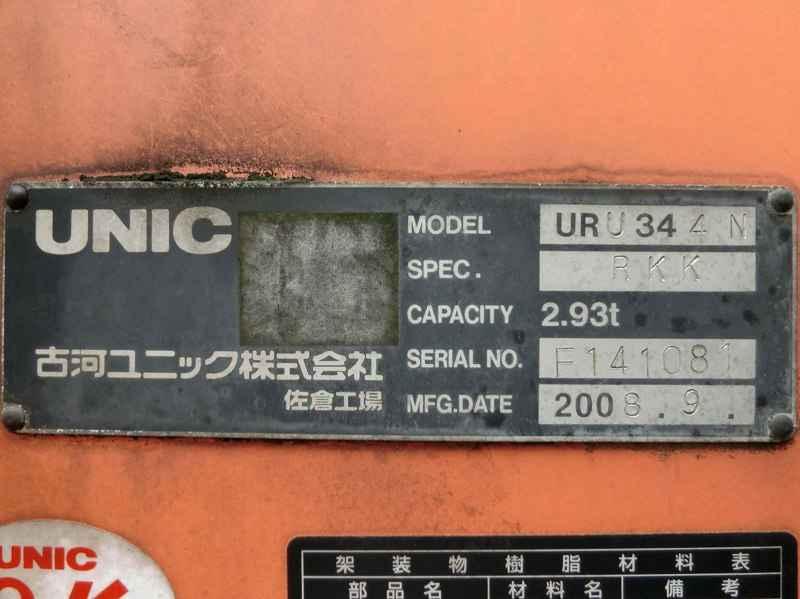 UNIC
MODEL URU344N
SPEC. RKK
CAPACITY 2.93t
古河ユニック株式会社
SERIAL NO. F141081
佐倉工場
MFG.DATE 2008.9.
UNIC
架装物樹脂材料表
部品名 材料名 備考